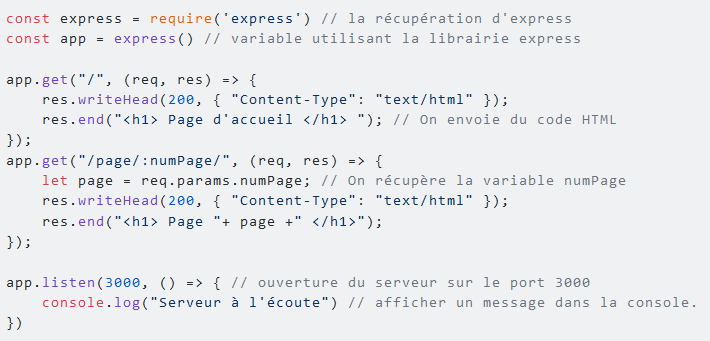 const express = require('express') // la récupération d'express
const app = express() // variable utilisant la librairie express
app.get("/", (req, res) => {
res.writeHead(200, { "Content-Type": "text/html" });
res.end("<h1> Page d'accueil </h1> "); // On envoie du code HTML
});
app.get("/page/:numPage/", (req, res) => {
let page = req.params.numPage; // On récupère la variable numPage
res.writeHead(200, { "Content-Type": "text/html" });
res.end("<h1> Page "+ page +" </h1>");
});
app.listen(3000, () => { // ouverture du serveur sur le port 3000
console.log("Serveur à l'écoute") // afficher un message dans la console.
})